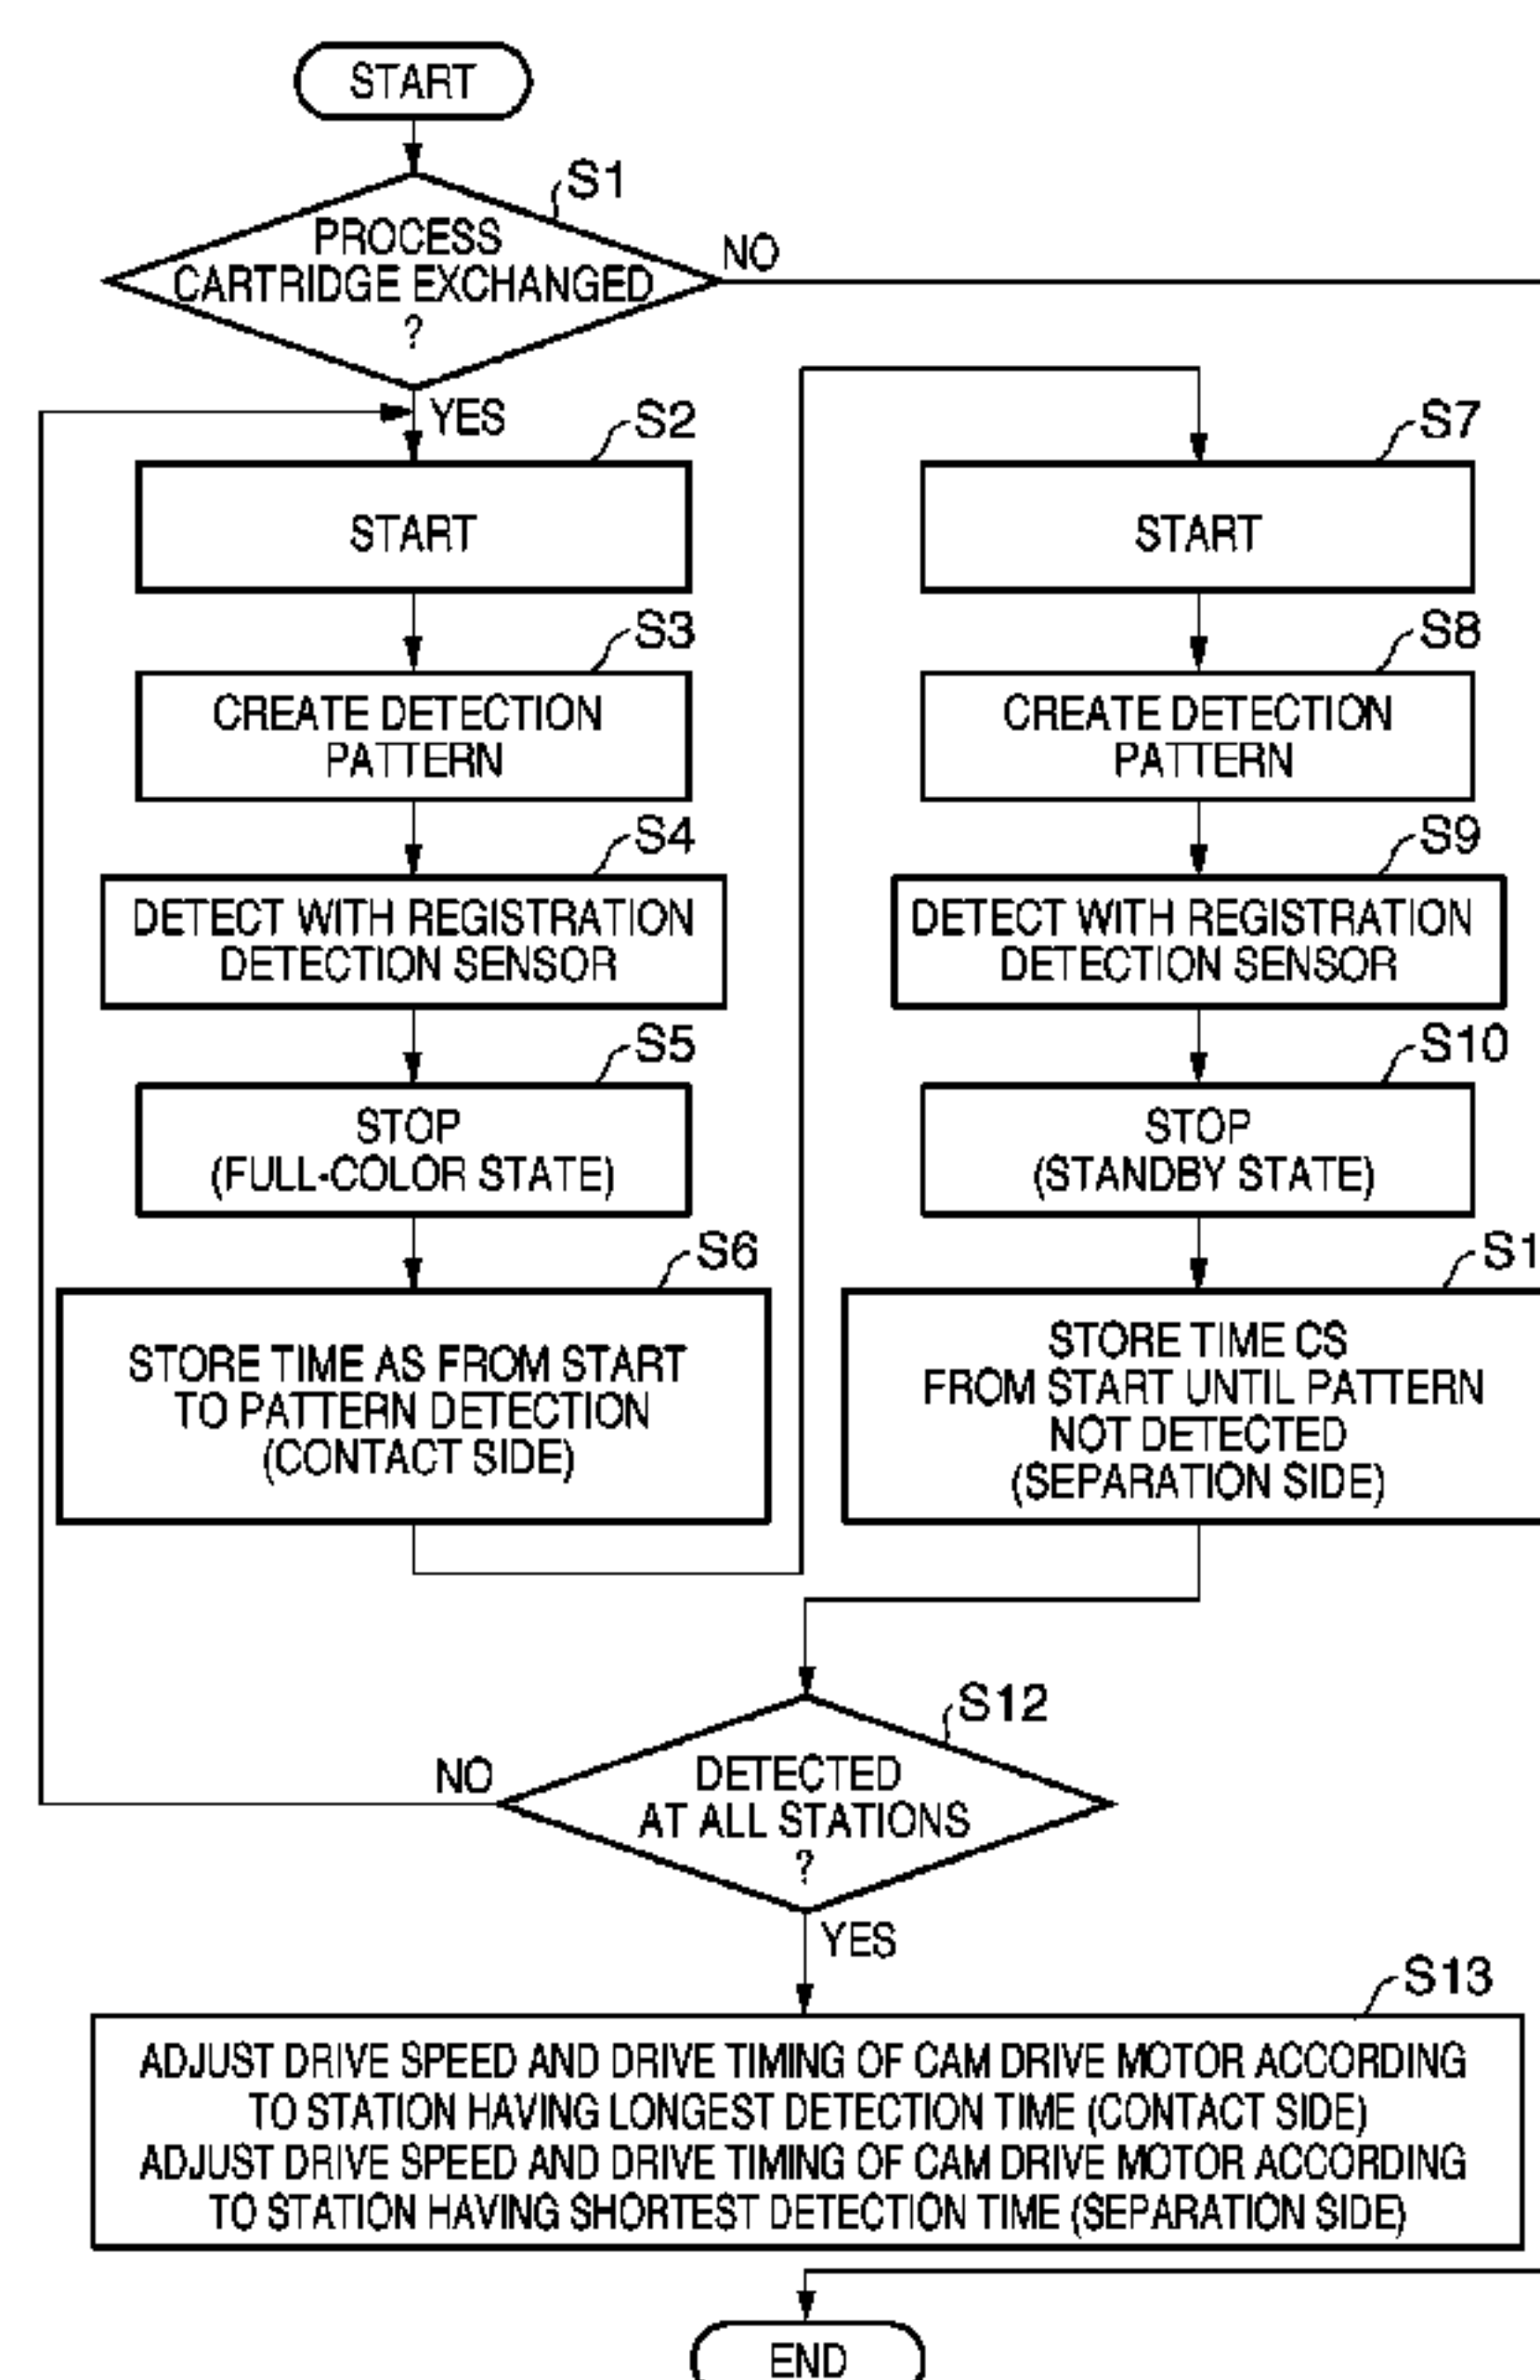 START
S1
PROCESS
CARTRIDGE EXCHANGED
?
NO
YES
S2
START
S3
CREATE DETECTION
PATTERN
S4
DETECT WITH REGISTRATION
DETECTION SENSOR
S5
STOP
(FULL-COLOR STATE)
S6
STORE TIME AS FROM START
TO PATTERN DETECTION
(CONTACT SIDE)
S7
START
S8
CREATE DETECTION
PATTERN
S9
DETECT WITH REGISTRATION
DETECTION SENSOR
S10
STOP
(STANDBY STATE)
S1
STORE TIME CS
FROM START UNTIL PATTERN
NOT DETECTED
(SEPARATION SIDE)
S12
DETECTED
AT ALL STATIONS
?
NO
YES
S13
ADJUST DRIVE SPEED AND DRIVE TIMING OF CAM DRIVE MOTOR ACCORDING
TO STATION HAVING LONGEST DETECTION TIME (CONTACT SIDE)
ADJUST DRIVE SPEED AND DRIVE TIMING OF CAM DRIVE MOTOR ACCORDING
TO STATION HAVING SHORTEST DETECTION TIME (SEPARATION SIDE)
END